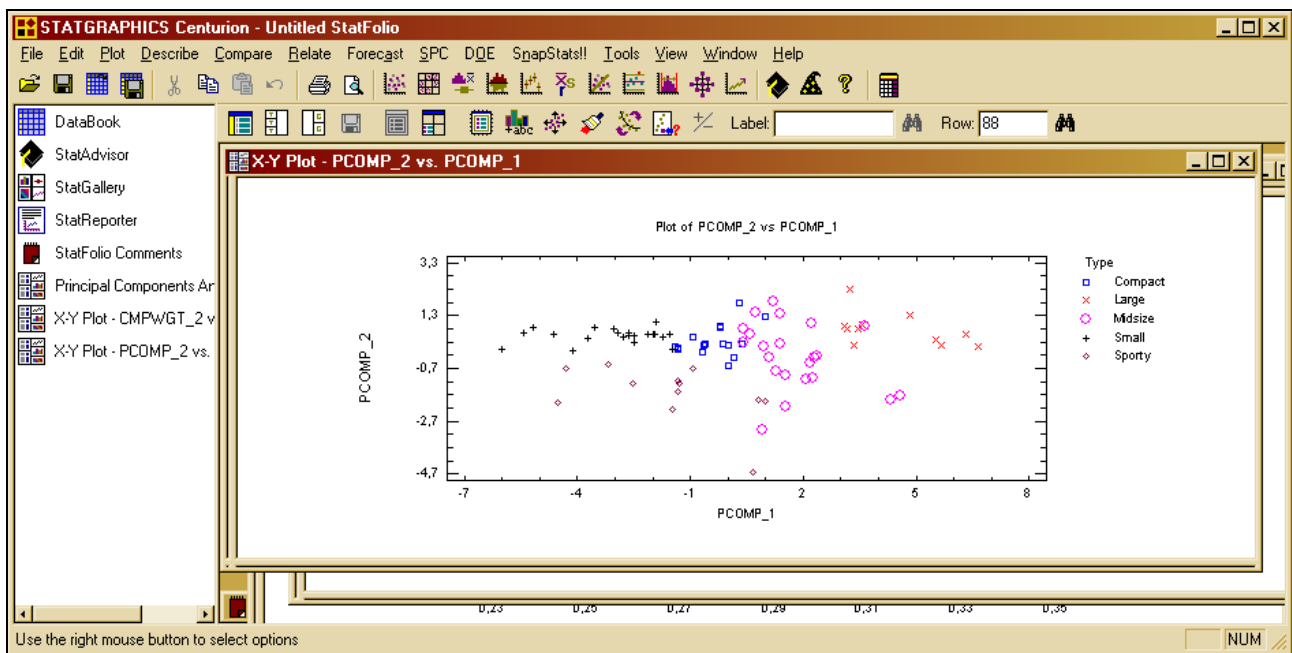 STATGRAPHICS Centurion - Untitled StatFolio
File Edit Plot Describe Compare Relate Forecast SPC DOE SnapStats!! Tools View Window Help
Label: Row: 88
DataBook
StatAdvisor
StatGallery
StatReporter
StatFolio Comments
Principal Components Ar
X-Y Plot - CMPWGT_2 v
X-Y Plot - PCOMP_2 vs.
X-Y Plot - PCOMP_2 vs. PCOMP_1
Plot of PCOMP_2 vs PCOMP_1
PCOMP_2
3,3
1,3
-0,7
-2,7
-4,7
-7 -4 -1 2 5 8
PCOMP_1
Type
Compact
Large
Midsize
Small
Sporty
0,23 0,25 0,27 0,29 0,31 0,33 0,35
Use the right mouse button to select options
NUM